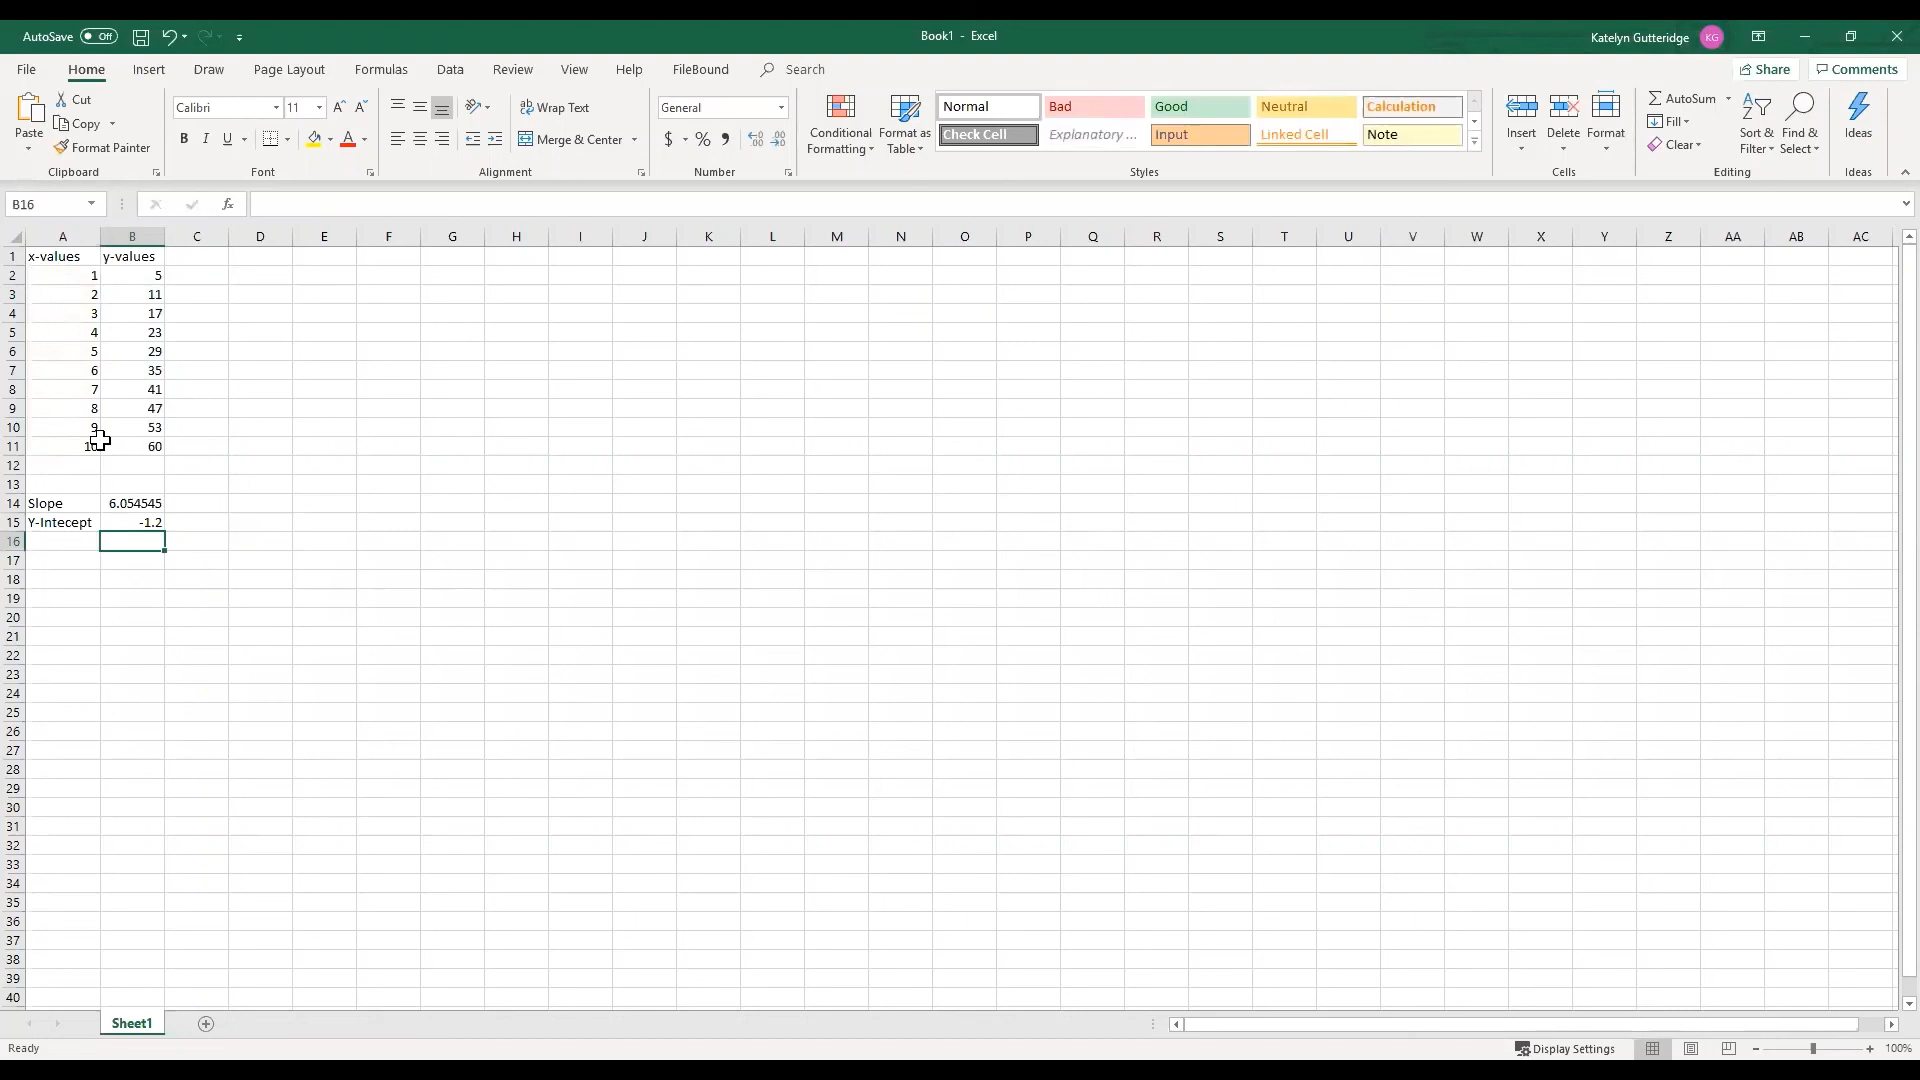 AutoSave Off
Book1 - Excel
Katelyn Gutteridge KG
File Home Insert Draw Page Layout Formulas Data Review View Help FileBound Search
Share Comments
Paste
Cut
Copy
Format Painter
Clipboard
Calibri 11 A A
B I U A
Font
ab Wrap Text
Merge & Center
Alignment
General
$ % ,
Number
Conditional
Formatting
Format as
Table
Normal Bad Good Neutral Calculation
Check Cell Explanatory ... Input Linked Cell Note
Styles
Insert Delete Format
Cells
AutoSum
Fill
Clear
Sort &
Filter
Find &
Select
Editing
Ideas
Ideas
B16 fx
A B C D E F G H I J K L M N O P Q R S T U V W X Y Z AA AB AC
1 x-values y-values
2 1 5
3 2 11
4 3 17
5 4 23
6 5 29
7 6 35
8 7 41
9 8 47
10 9 53
11 10 60
12
13
14 Slope 6.054545
15 Y-Intecept -1.2
16
17
18
19
20
21
22
23
24
25
26
27
28
29
30
31
32
33
34
35
36
37
38
39
40
Sheet1
Ready
Display Settings
100%